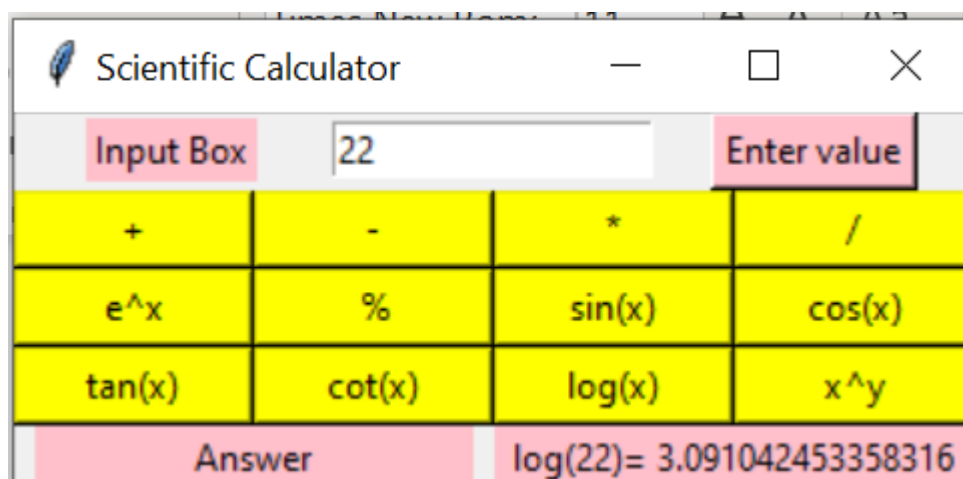 Scientific Calculator
Input Box 22 Enter value
+ - * /
e^x % sin(x) cos(x)
tan(x) cot(x) log(x) x^y
Answer log(22)= 3.091042453358316